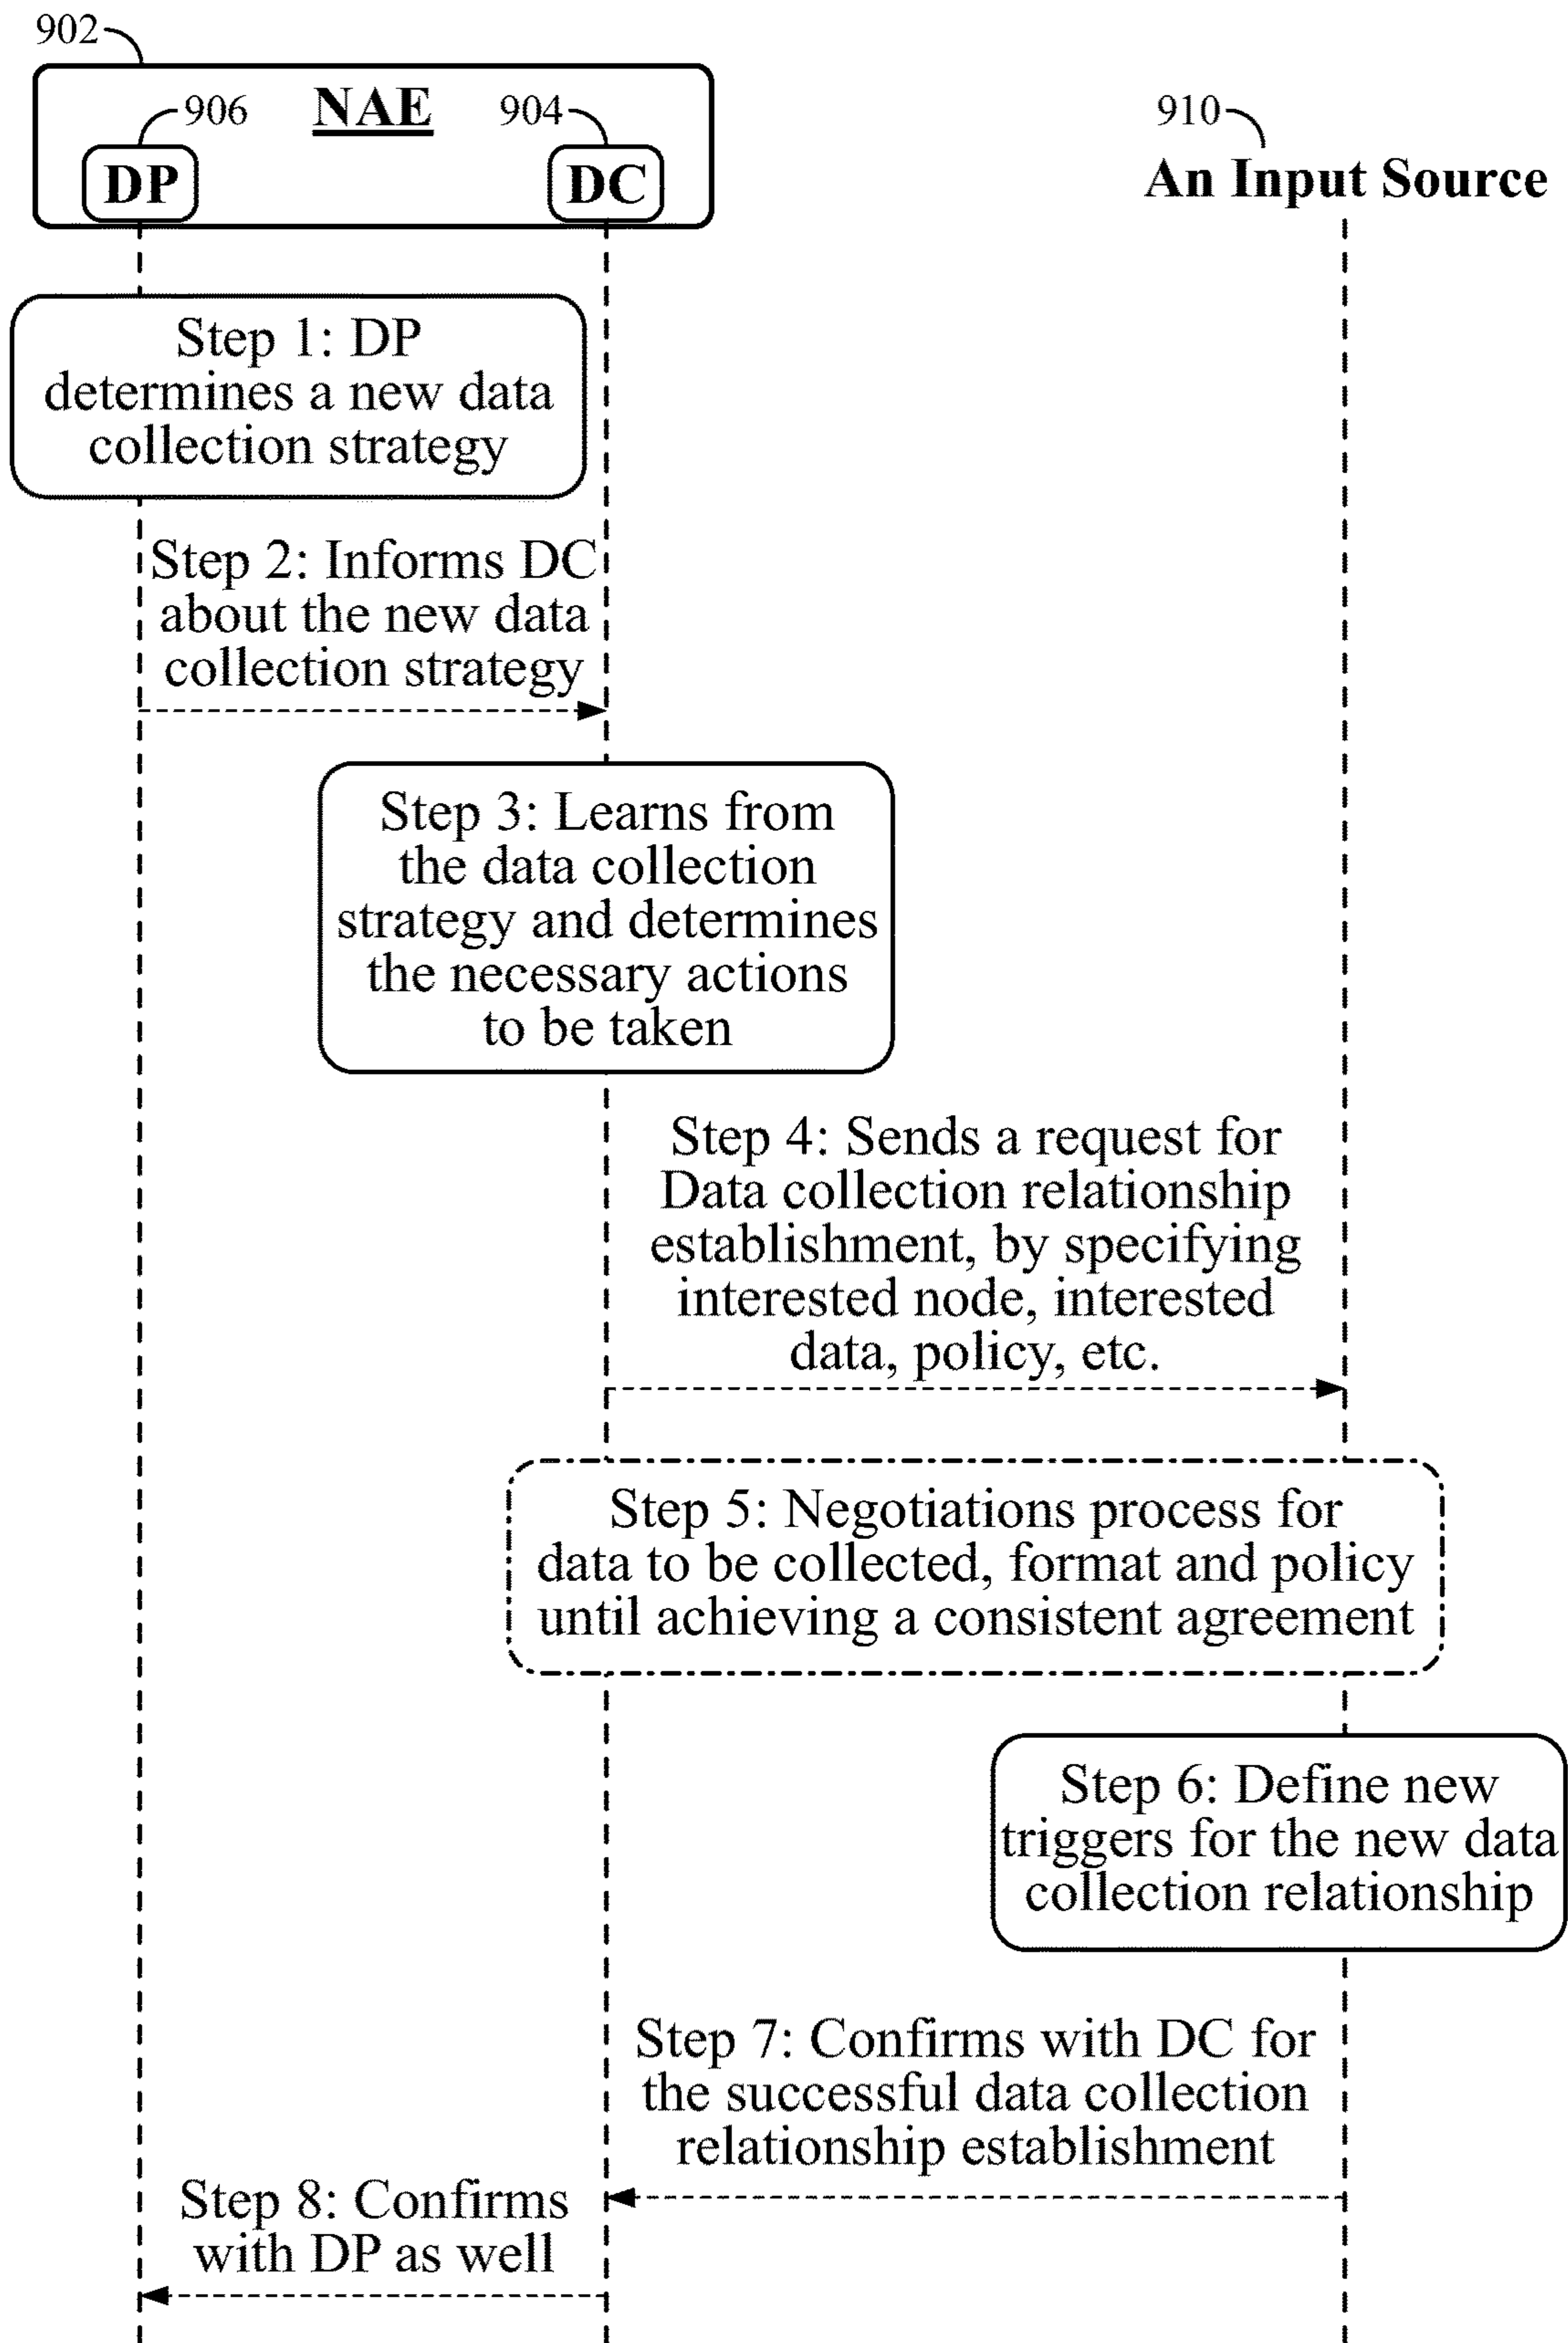 902
906
NAE
904
910
DP
DC
An Input Source
Step 1: DP
determines a new data
collection strategy
Step 2: Informs DC
about the new data
collection strategy
Step 3: Learns from
the data collection
strategy and determines
the necessary actions
to be taken
Step 4: Sends a request for
Data collection relationship
establishment, by specifying
interested node, interested
data, policy, etc.
Step 5: Negotiations process for
data to be collected, format and policy
until achieving a consistent agreement
Step 6: Define new
triggers for the new data
collection relationship
Step 7: Confirms with DC for
the successful data collection
relationship establishment
Step 8: Confirms
with DP as well